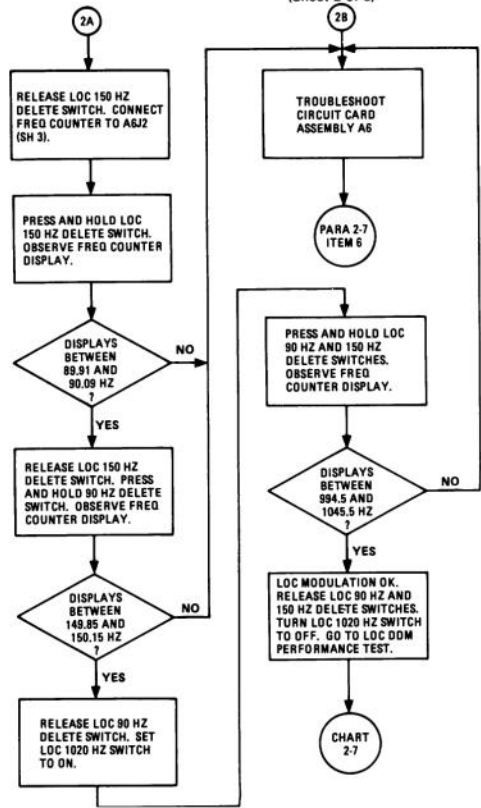 (Sheet 2 of 3)
2A
RELEASE LOC 150 HZ
DELETE SWITCH. CONNECT
FREQ COUNTER TO A6J2
(SH 3).
PRESS AND HOLD LOC
150 HZ DELETE SWITCH.
OBSERVE FREQ COUNTER
DISPLAY.
DISPLAYS
BETWEEN
89.91 AND
90.09 HZ
?
NO
YES
RELEASE LOC 150 HZ
DELETE SWITCH. PRESS
AND HOLD 90 HZ DELETE
SWITCH. OBSERVE FREQ
COUNTER DISPLAY.
DISPLAYS
BETWEEN
149.85 AND
150.15 HZ
?
NO
YES
RELEASE LOC 90 HZ
DELETE SWITCH. SET
LOC 1020 HZ SWITCH
TO ON.
2B
TROUBLESHOOT
CIRCUIT CARD
ASSEMBLY A6
PARA 2-7
ITEM 6
PRESS AND HOLD LOC
90 HZ AND 150 HZ
DELETE SWITCHES.
OBSERVE FREQ
COUNTER DISPLAY.
DISPLAYS
BETWEEN
994.5 AND
1045.5 HZ
?
NO
YES
LOC MODULATION OK.
RELEASE LOC 90 HZ AND
150 HZ DELETE SWITCHES.
TURN LOC 1020 HZ SWITCH
TO OFF. GO TO LOC DDM
PERFORMANCE TEST.
CHART
2-7